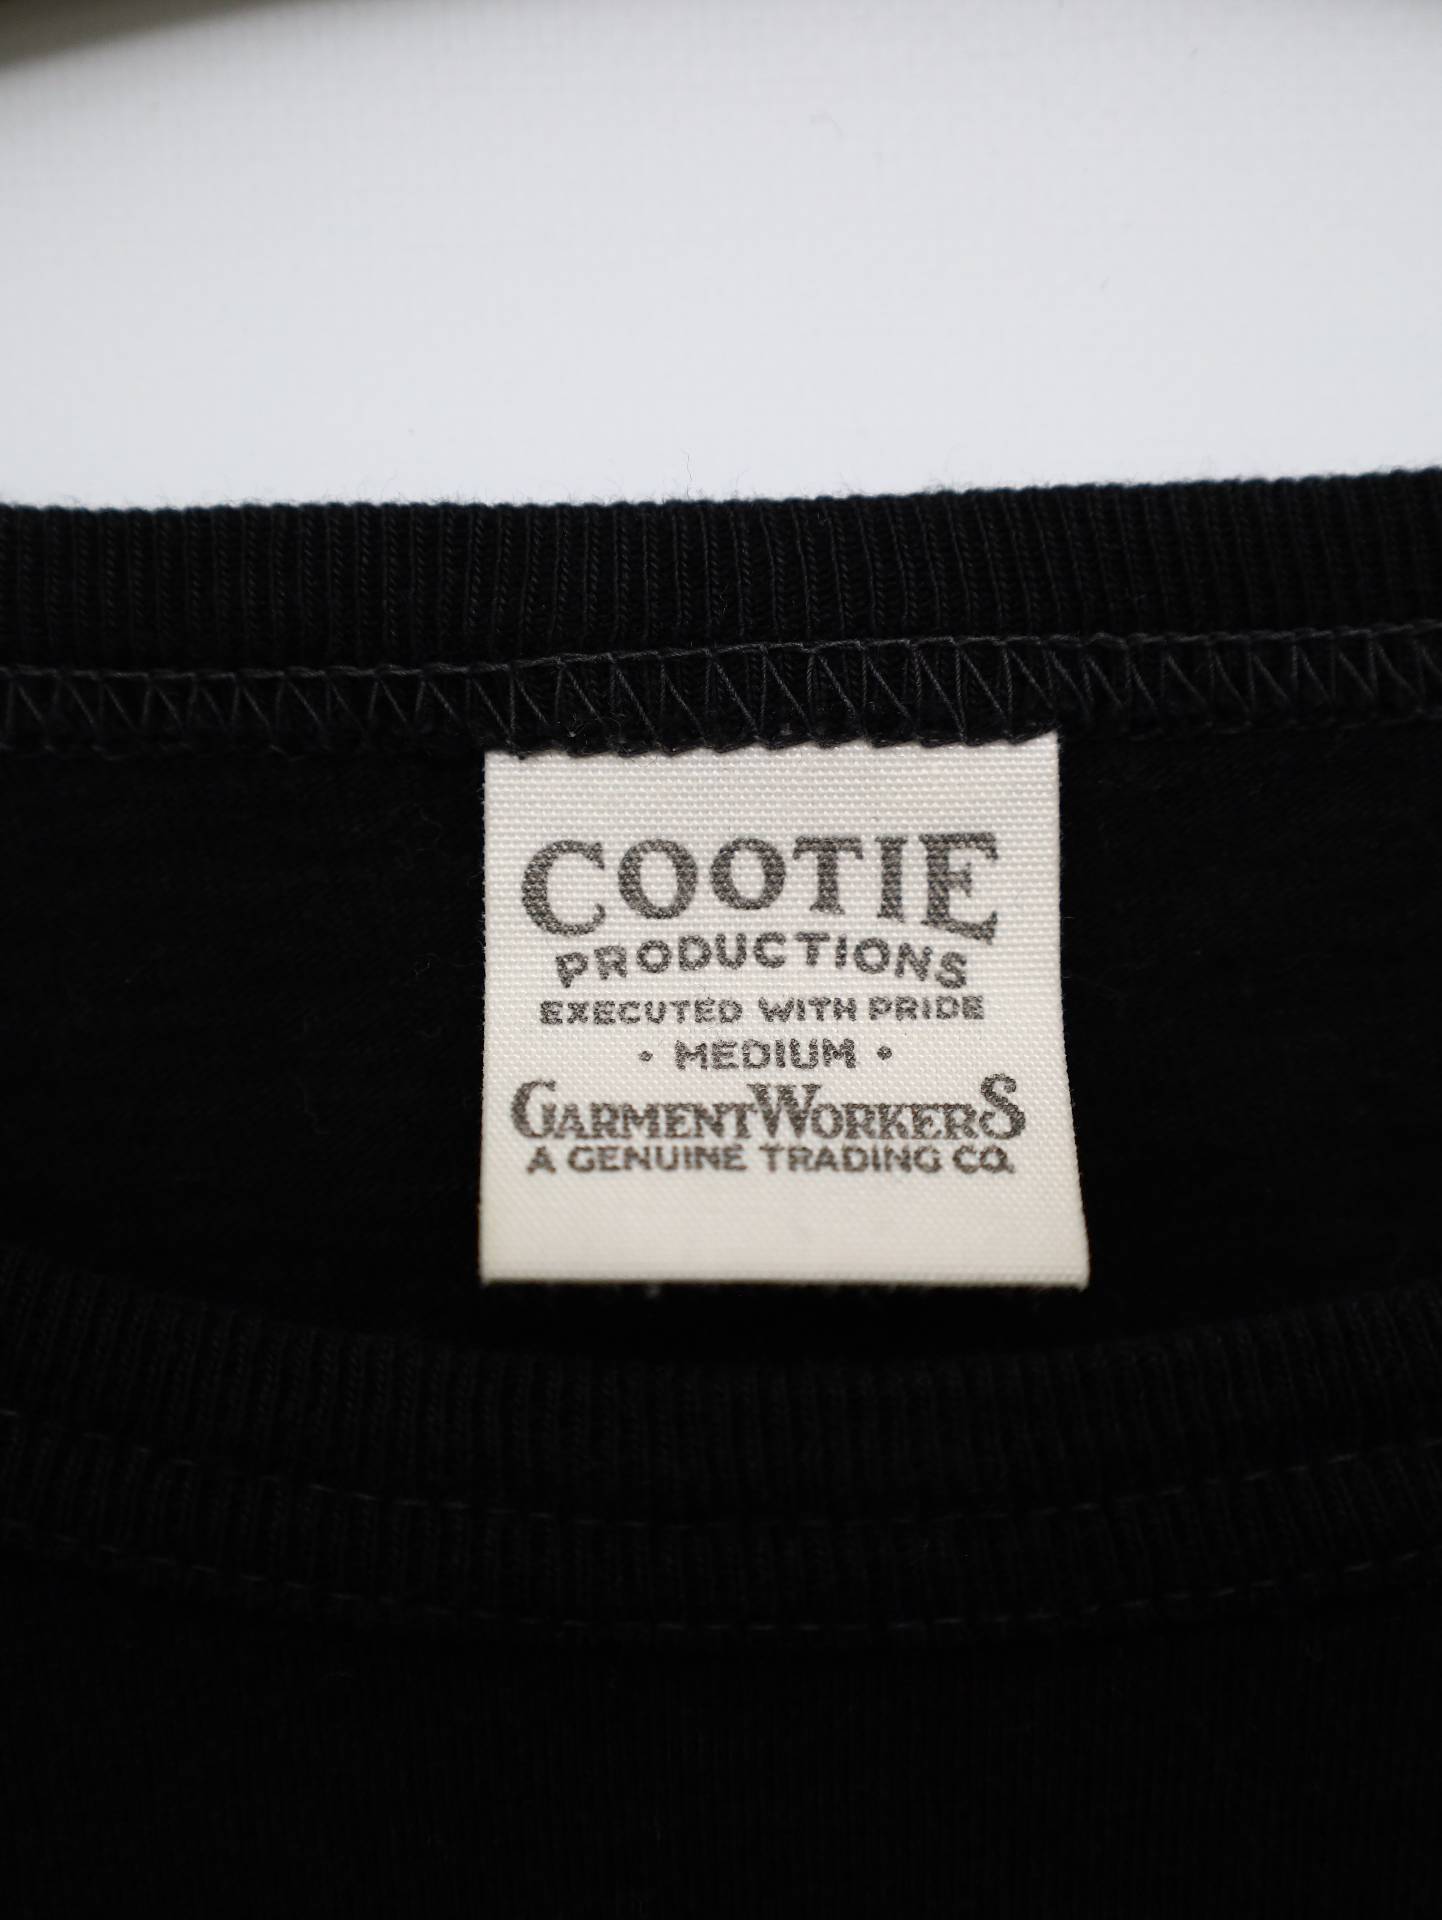 COOTIE
PRODUCTIONS
EXECUTED WITH PRIDE
• MEDIUM •
GARMENTWORKERS
A GENUINE TRADING CO.